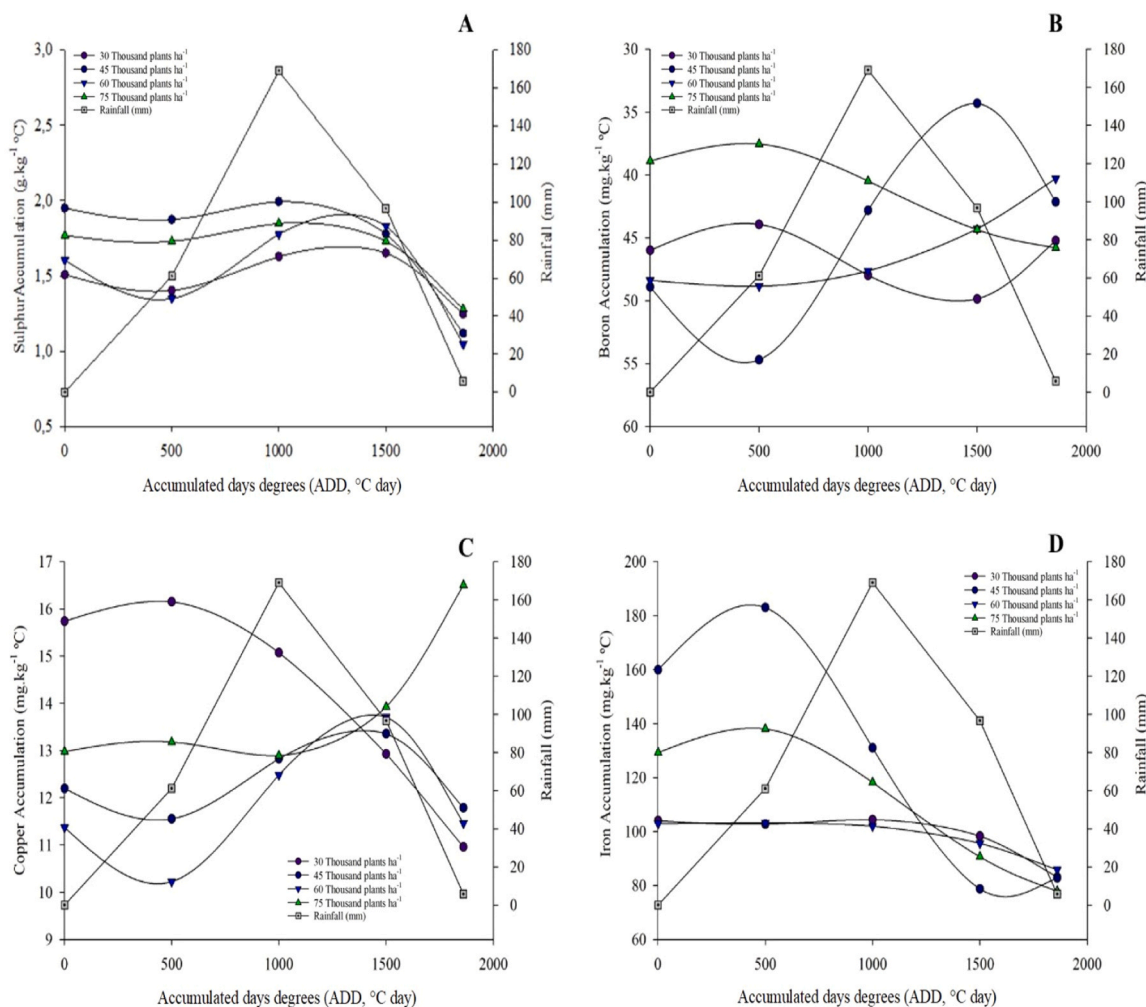 A
Sulphur Accumulation (g.kg⁻¹ ºC)
3,0
2,5
2,0
1,5
1,0
0,5
30 Thousand plants ha⁻¹
45 Thousand plants ha⁻¹
60 Thousand plants ha⁻¹
75 Thousand plants ha⁻¹
Rainfall (mm)
180
160
140
120
100
80
60
40
20
0
Rainfall (mm)
0 500 1000 1500 2000
Accumulated days degrees (ADD, °C day)
B
Boron Accumulation (mg.kg⁻¹ ºC)
30
35
40
45
50
55
60
30 Thousand plants ha⁻¹
45 Thousand plants ha⁻¹
60 Thousand plants ha⁻¹
75 Thousand plants ha⁻¹
Rainfall (mm)
180
160
140
120
100
80
60
40
20
0
Rainfall (mm)
0 500 1000 1500 2000
Accumulated days degrees (ADD, °C day)
C
Copper Accumulation (mg.kg⁻¹ ºC)
17
16
15
14
13
12
11
10
9
30 Thousand plants ha⁻¹
45 Thousand plants ha⁻¹
60 Thousand plants ha⁻¹
75 Thousand plants ha⁻¹
Rainfall (mm)
180
160
140
120
100
80
60
40
20
0
Rainfall (mm)
0 500 1000 1500 2000
Accumulated days degrees (ADD, °C day)
D
Iron Accumulation (mg.kg⁻¹ ºC)
200
180
160
140
120
100
80
60
30 Thousand plants ha⁻¹
45 Thousand plants ha⁻¹
60 Thousand plants ha⁻¹
75 Thousand plants ha⁻¹
Rainfall (mm)
180
160
140
120
100
80
60
40
20
0
Rainfall (mm)
0 500 1000 1500 2000
Accumulated days degrees (ADD, °C day)